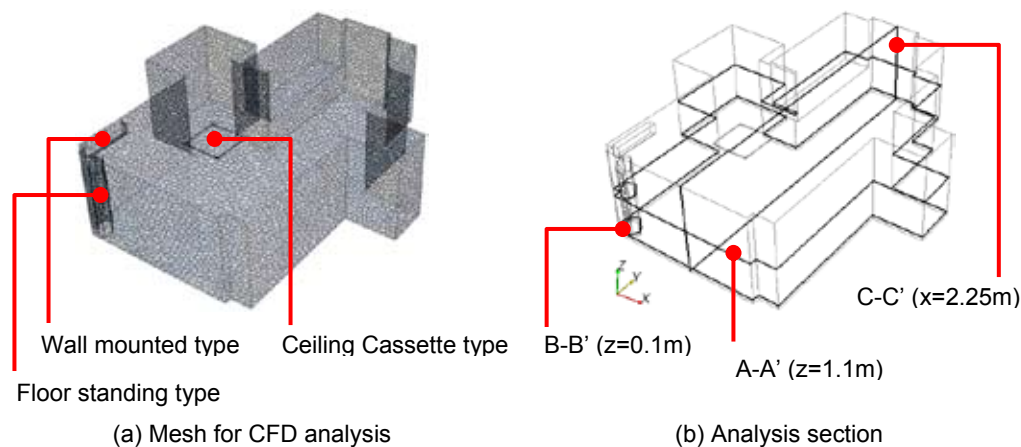 Wall mounted type
Ceiling Cassette type
Floor standing type
(a) Mesh for CFD analysis
Z
Y
X
C-C’ (x=2.25m)
B-B’ (z=0.1m)
A-A’ (z=1.1m)
(b) Analysis section